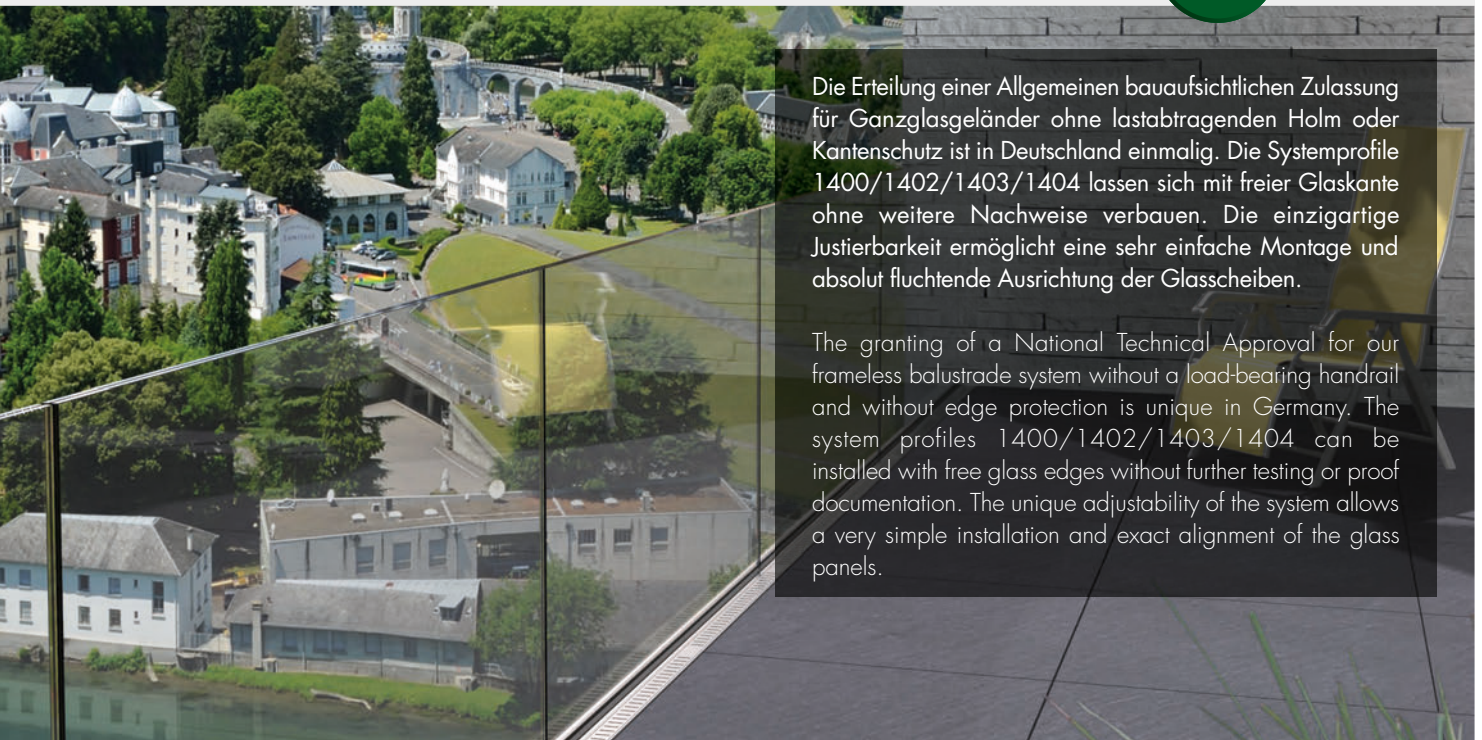 Die Erteilung einer Allgemeinen bauaufsichtlichen Zulassung
für Ganzglasgeländer ohne lastabtragenden Holm oder
Kantenschutz ist in Deutschland einmalig. Die Systemprofile
1400/1402/1403/1404 lassen sich mit freier Glaskante
ohne weitere Nachweise verbauen. Die einzigartige
Justierbarkeit ermöglicht eine sehr einfache Montage und
absolut fluchtende Ausrichtung der Glasscheiben.
The granting of a National Technical Approval for our
frameless balustrade system without a load-bearing handrail
and without edge protection is unique in Germany. The
system profiles 1400/1402/1403/1404 can be
installed with free glass edges without further testing or proof
documentation. The unique adjustability of the system allows
a very simple installation and exact alignment of the glass
panels.